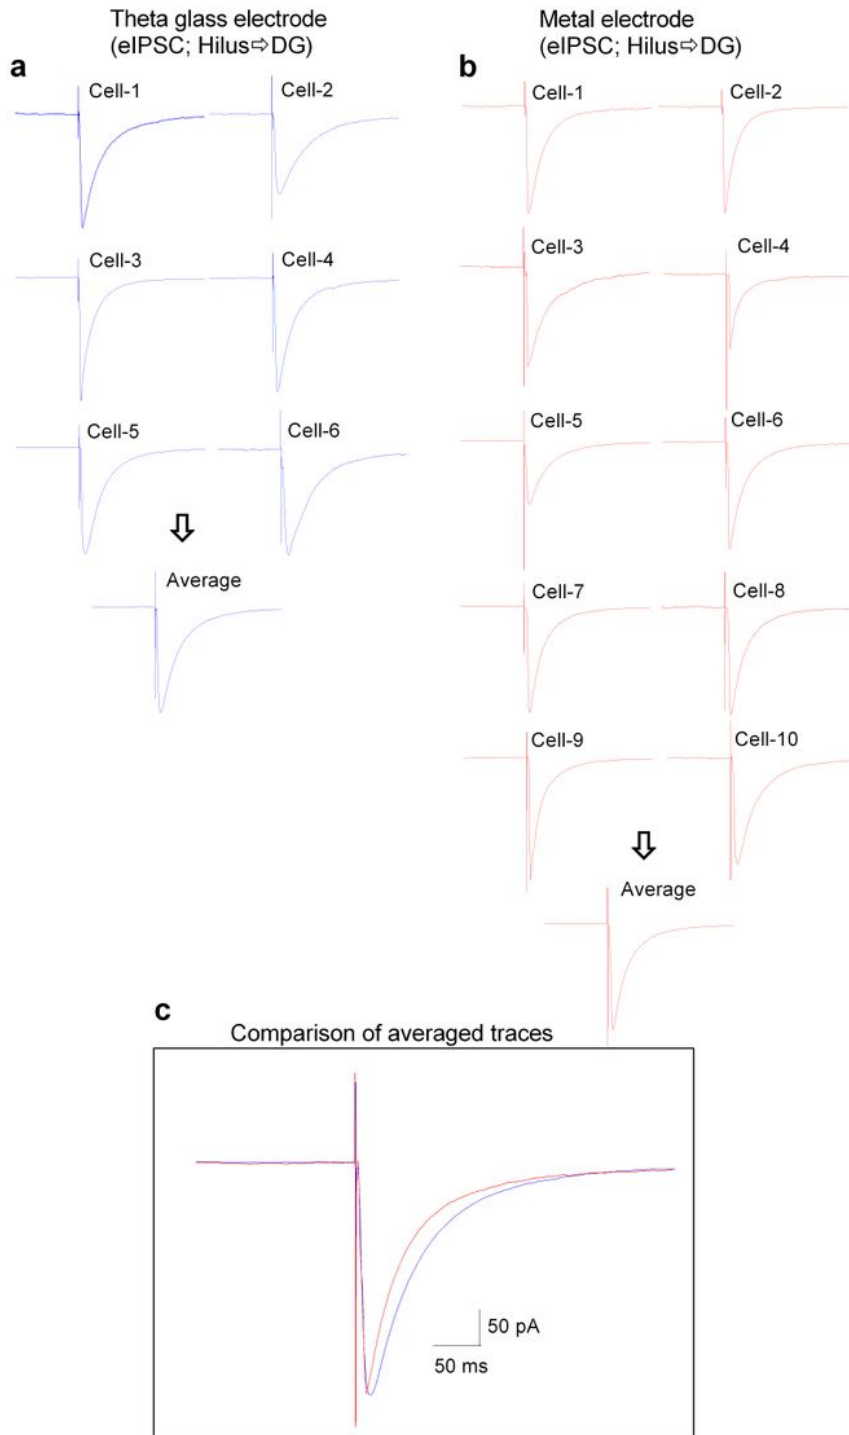 Theta glass electrode
(eIPSC; Hilus⇨DG)
a
Cell-1
Cell-2
Cell-3
Cell-4
Cell-5
Cell-6
Average
Metal electrode
(eIPSC; Hilus⇨DG)
b
Cell-1
Cell-2
Cell-3
Cell-4
Cell-5
Cell-6
Cell-7
Cell-8
Cell-9
Cell-10
Average
c
Comparison of averaged traces
50 pA
50 ms